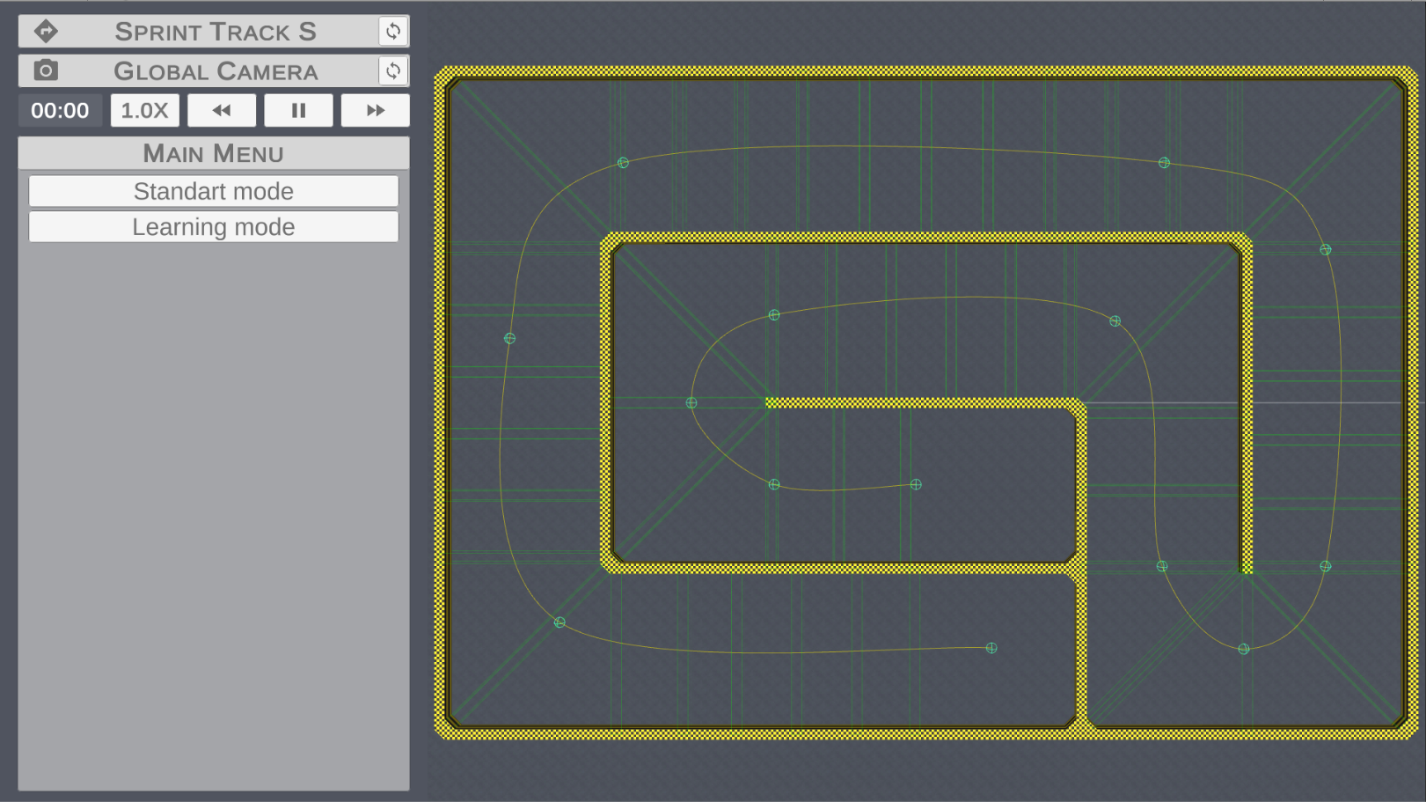 Sprint Track S
Global Camera
00:00 1.0X
Main Menu
Standart mode
Learning mode